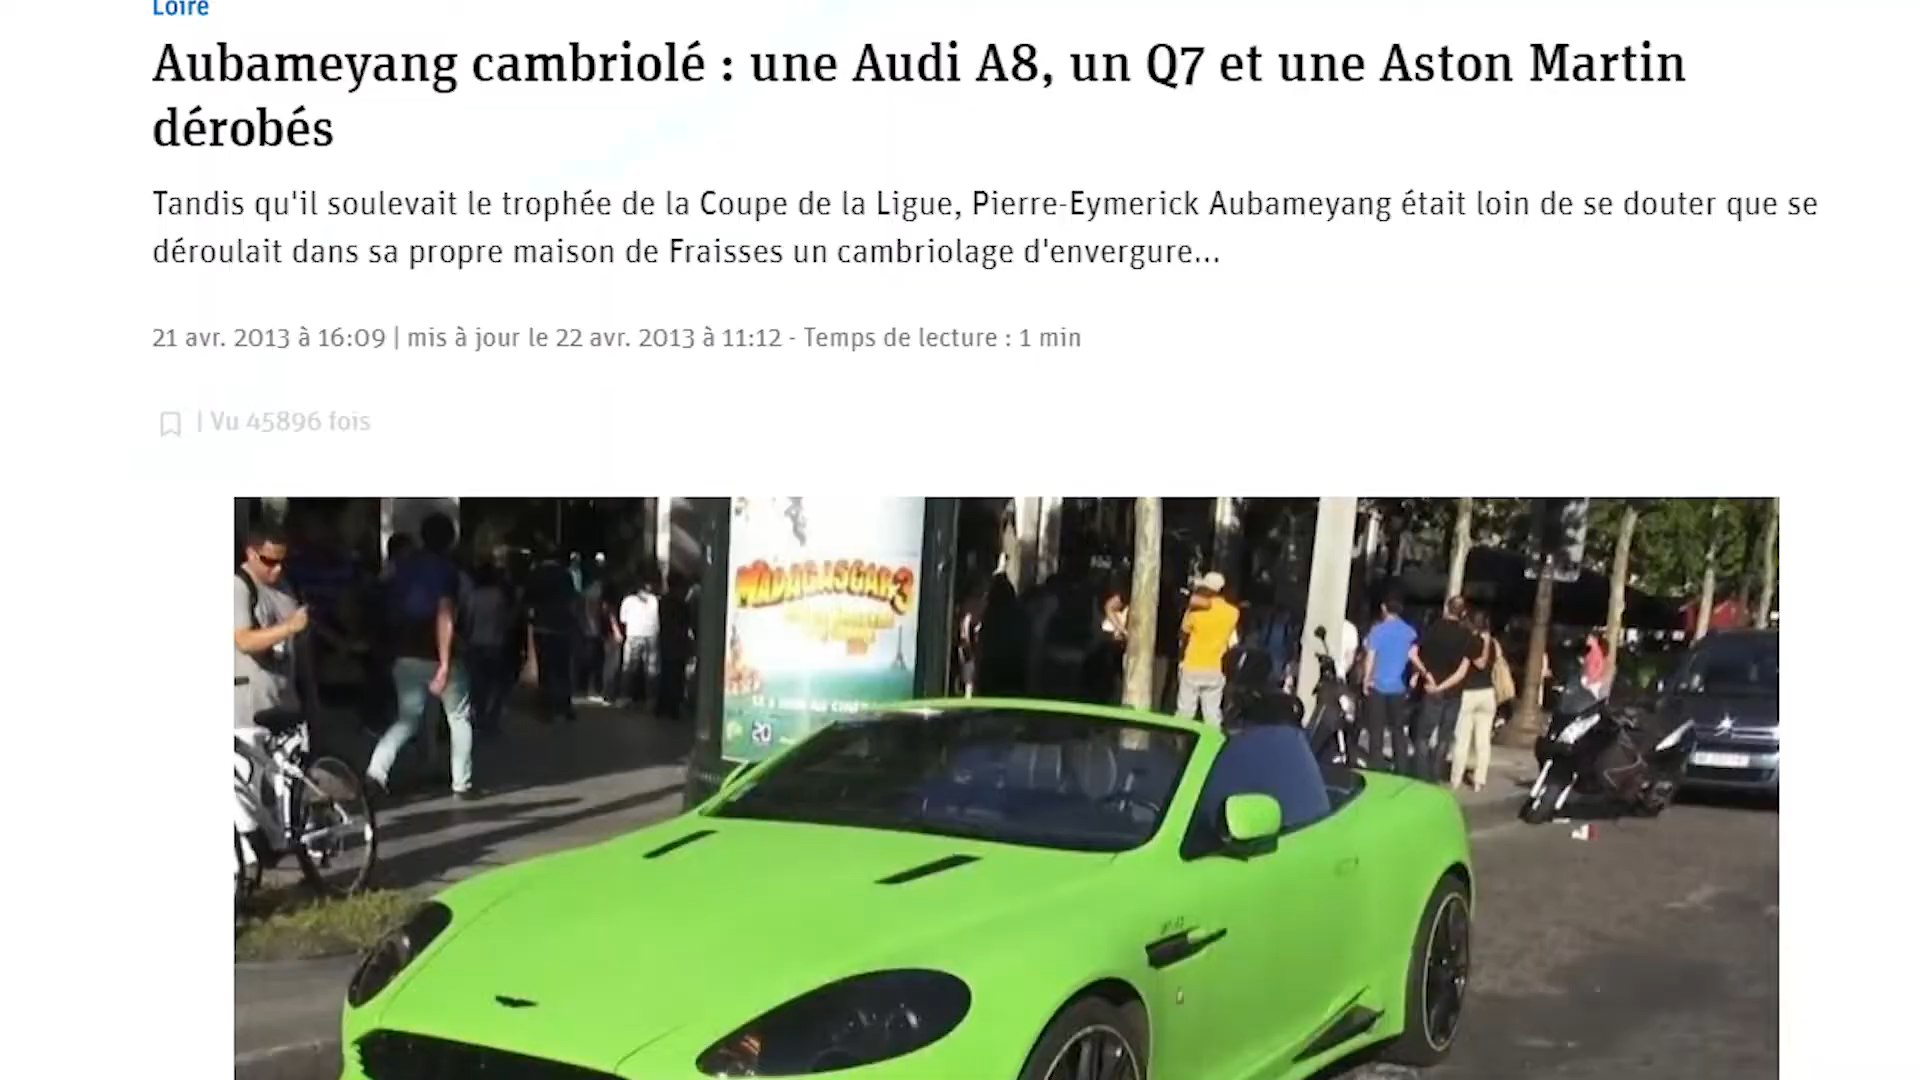 Loire
Aubameyang cambriolé : une Audi A8, un Q7 et une Aston Martin
dérobés
Tandis qu'il soulevait le trophée de la Coupe de la Ligue, Pierre-Eymerick Aubameyang était loin de se douter que se
déroulait dans sa propre maison de Fraisses un cambriolage d'envergure...
21 avr. 2013 à 16:09 | mis à jour le 22 avr. 2013 à 11:12 - Temps de lecture : 1 min
| Vu 45896 fois
MADAGASCAR 3
20